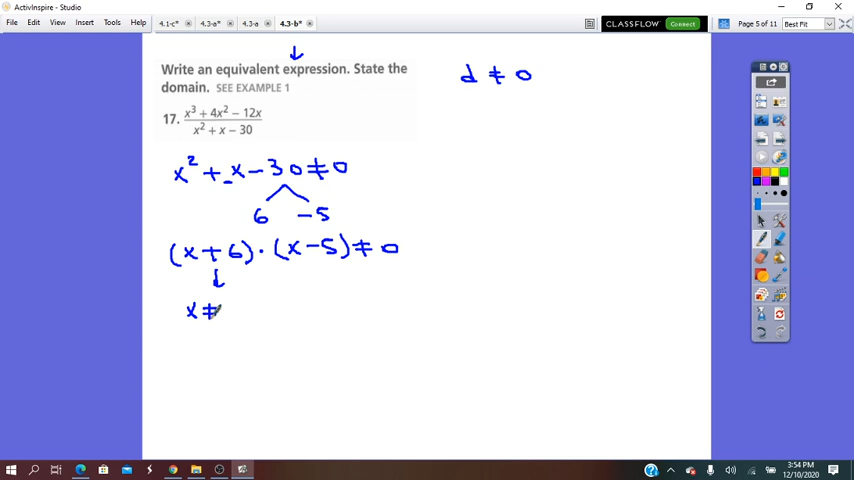 ActivInspire - Studio
File Edit View Insert Tools Help
4.1-c* 4.3-a* 4.3-a 4.3-b*
CLASSFLOW Connect Page 5 of 11 Best Fit
Write an equivalent expression. State the
domain. SEE EXAMPLE 1
17. x³ + 4x² − 12x
x² + x − 30
d ≠ 0
x² + x − 30 ≠ 0
6 −5
(x + 6) · (x − 5) ≠ 0
x ≠
3:54 PM
12/10/2020